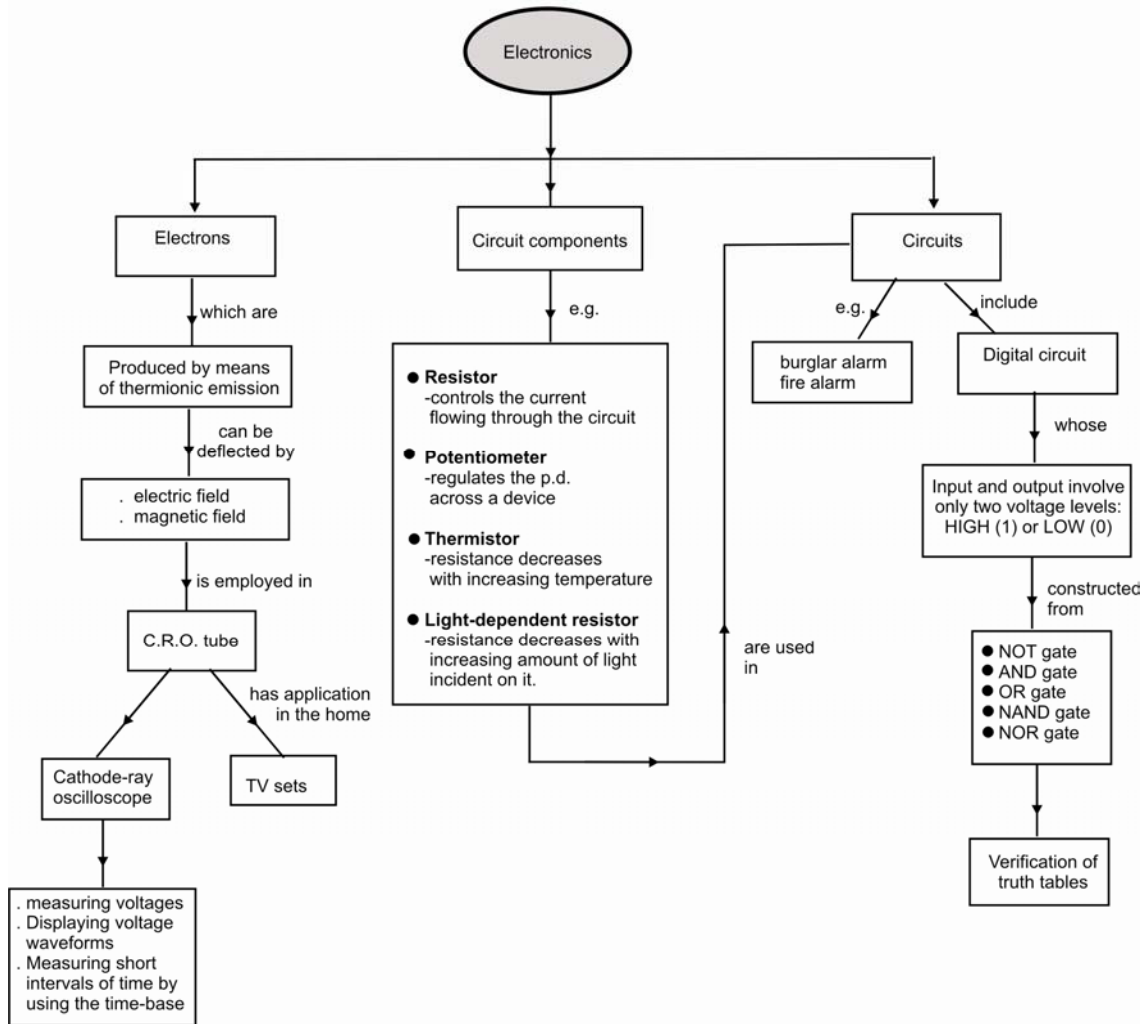 Electronics
Electrons
which are
Produced by means
of thermionic emission
can be
deflected by
. electric field
. magnetic field
is employed in
C.R.O. tube
has application
in the home
Cathode-ray
oscilloscope
TV sets
. measuring voltages
. Displaying voltage
waveforms
. Measuring short
intervals of time by
using the time-base
Circuit components
e.g.
● Resistor
-controls the current
flowing through the circuit
● Potentiometer
-regulates the p.d.
across a device
● Thermistor
-resistance decreases
with increasing temperature
● Light-dependent resistor
-resistance decreases with
increasing amount of light
incident on it.
are used
in
Circuits
e.g.
burglar alarm
fire alarm
include
Digital circuit
whose
Input and output involve
only two voltage levels:
HIGH (1) or LOW (0)
constructed
from
● NOT gate
● AND gate
● OR gate
● NAND gate
● NOR gate
Verification of
truth tables